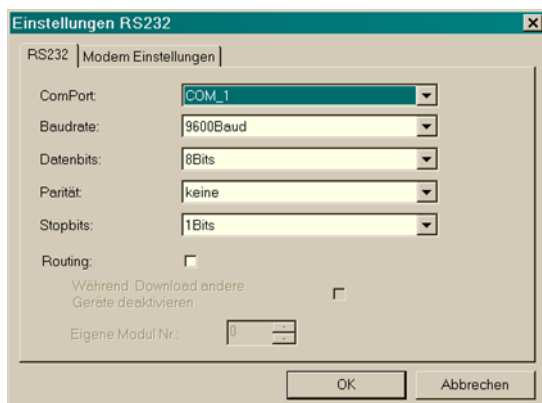 Einstellungen RS232
RS232 Modem Einstellungen
ComPort: COM_1
Baudrate: 9600Baud
Datenbits: 8Bits
Parität: keine
Stopbits: 1Bits
Routing:
Während Download andere
Geräte deaktivieren
Eigene Modul Nr.: 0
OK Abbrechen